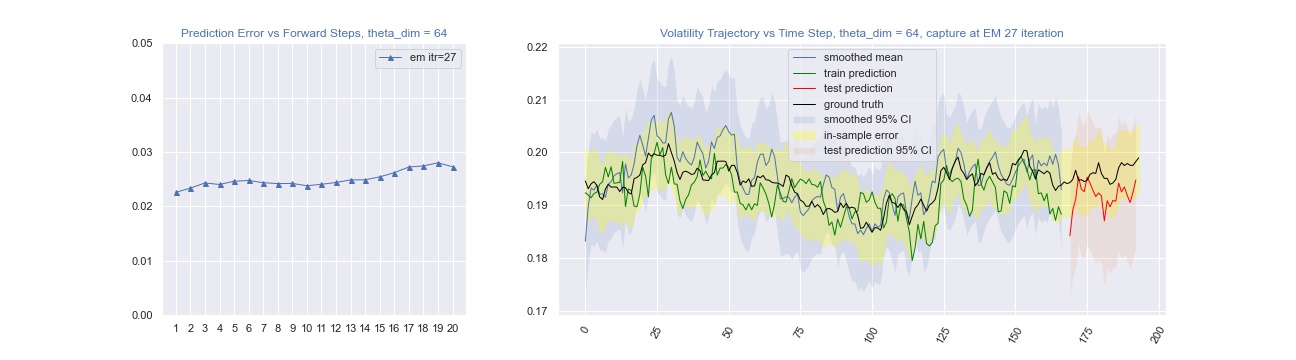 Prediction Error vs Forward Steps, theta_dim = 64
0.05
0.04
0.03
0.02
0.01
0.00
em itr=27
1 2 3 4 5 6 7 8 9 10 11 12 13 14 15 16 17 18 19 20
Volatility Trajectory vs Time Step, theta_dim = 64, capture at EM 27 iteration
0.22
0.21
0.20
0.19
0.18
0.17
smoothed mean
train prediction
test prediction
ground truth
smoothed 95% CI
in-sample error
test prediction 95% CI
0 25 50 75 100 125 150 175 200